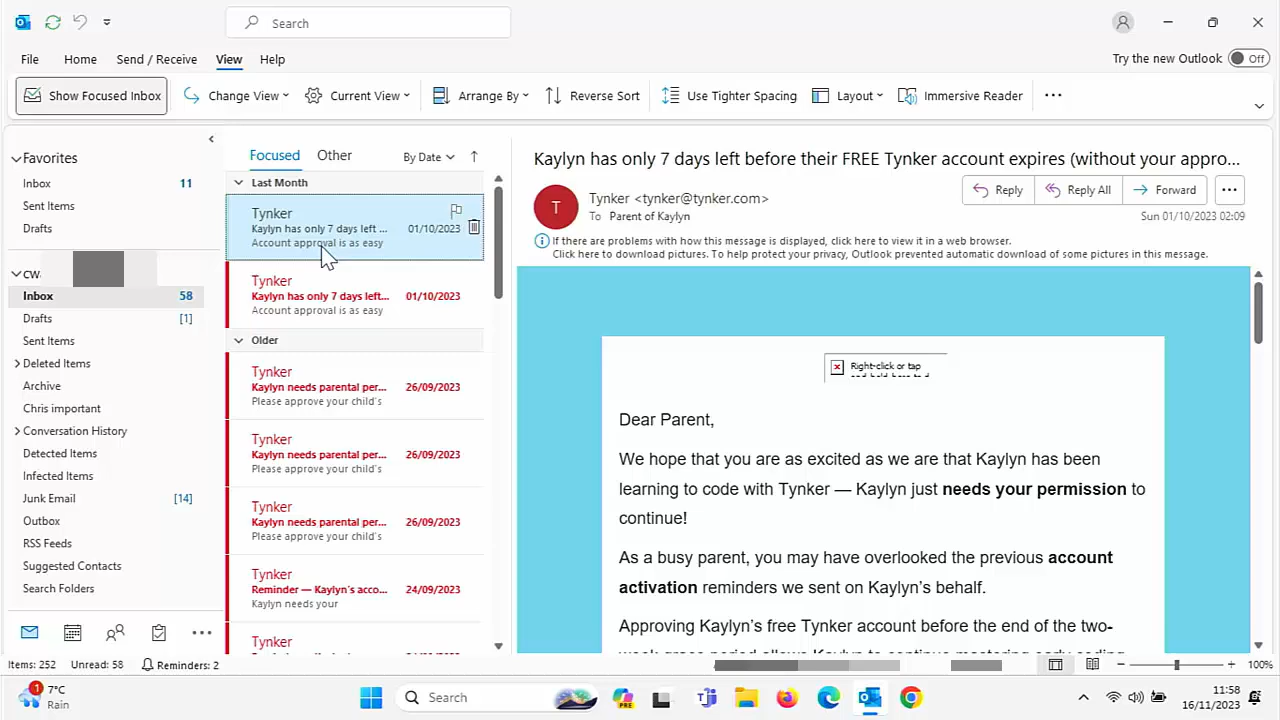 Search
File Home Send / Receive View Help
Try the new Outlook Off
Show Focused Inbox Change View Current View Arrange By Reverse Sort Use Tighter Spacing Layout Immersive Reader
Favorites
Inbox 11
Sent Items
Drafts
CW
Inbox 58
Drafts [1]
Sent Items
Deleted Items
Archive
Chris important
Conversation History
Detected Items
Infected Items
Junk Email [14]
Outbox
RSS Feeds
Suggested Contacts
Search Folders
Focused Other By Date
Last Month
Tynker
Kaylyn has only 7 days left ... 01/10/2023
Account approval is as easy
Tynker
Kaylyn has only 7 days left... 01/10/2023
Account approval is as easy
Older
Tynker
Kaylyn needs parental per... 26/09/2023
Please approve your child's
Tynker
Kaylyn needs parental per... 26/09/2023
Please approve your child's
Tynker
Kaylyn needs parental per... 26/09/2023
Please approve your child's
Tynker
Reminder — Kaylyn's acco... 24/09/2023
Kaylyn needs your
Tynker
Kaylyn has only 7 days left before their FREE Tynker account expires (without your appro...
T
Tynker <tynker@tynker.com>
To Parent of Kaylyn
Reply Reply All Forward
Sun 01/10/2023 02:09
If there are problems with how this message is displayed, click here to view it in a web browser.
Click here to download pictures. To help protect your privacy, Outlook prevented automatic download of some pictures in this message.
Right-click or tap
Dear Parent,
We hope that you are as excited as we are that Kaylyn has been
learning to code with Tynker — Kaylyn just needs your permission to
continue!
As a busy parent, you may have overlooked the previous account
activation reminders we sent on Kaylyn's behalf.
Approving Kaylyn's free Tynker account before the end of the two-
Items: 252 Unread: 58 Reminders: 2
100%
1
7°C
Rain
Search
PRE
11:58
16/11/2023